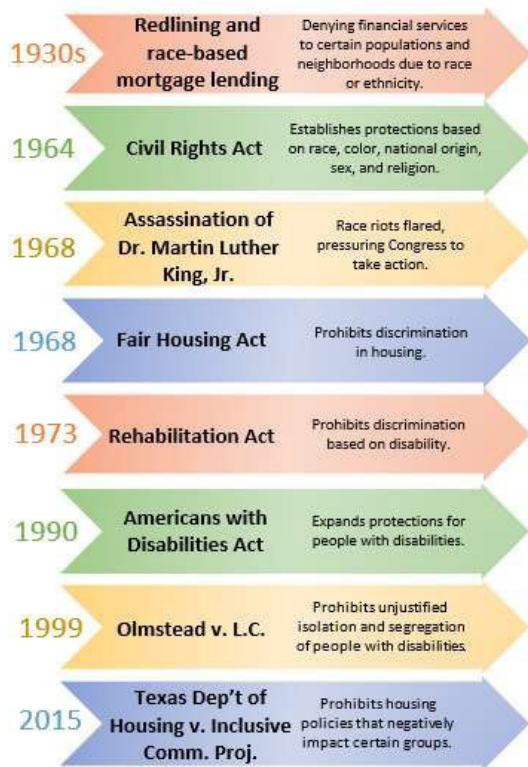 1930s
Redlining and
race-based
mortgage lending
Denying financial services
to certain populations and
neighborhoods due to race
or ethnicity.
1964
Civil Rights Act
Establishes protections based
on race, color, national origin,
sex, and religion.
1968
Assassination of
Dr. Martin Luther
King, Jr.
Race riots flared,
pressuring Congress to
take action.
1968
Fair Housing Act
Prohibits discrimination
in housing.
1973
Rehabilitation Act
Prohibits discrimination
based on disability.
1990
Americans with
Disabilities Act
Expands protections for
people with disabilities.
1999
Olmstead v. L.C.
Prohibits unjustified
isolation and segregation
of people with disabilities.
2015
Texas Dep't of
Housing v. Inclusive
Comm. Proj.
Prohibits housing
policies that negatively
impact certain groups.